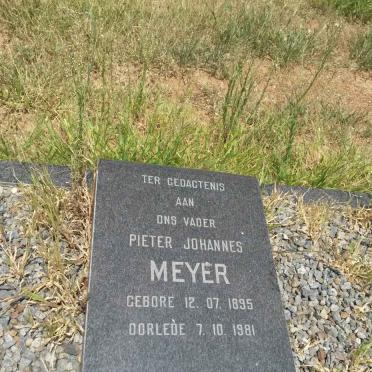 TER GEDAGTENIS
AAN
ONS VADER
PIETER JOHANNES
MEYER
GEBORE 12. 07. 1895
OORLEDE 7. 10. 1981